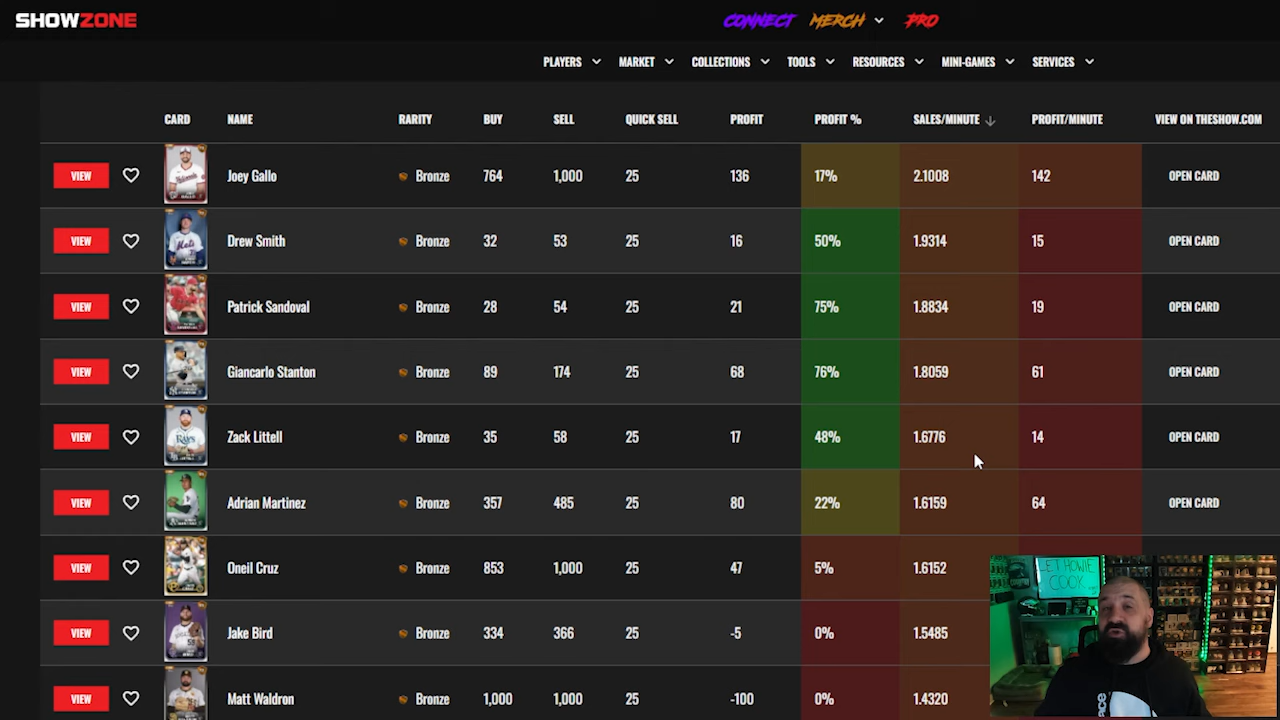 SHOWZONE
CONNECT MERCH PRO
PLAYERS MARKET COLLECTIONS TOOLS RESOURCES MINI-GAMES SERVICES
CARD NAME RARITY BUY SELL QUICK SELL PROFIT PROFIT % SALES/MINUTE PROFIT/MINUTE VIEW ON THESHOW.COM
VIEW Joey Gallo Bronze 764 1,000 25 136 17% 2.1008 142 OPEN CARD
VIEW Drew Smith Bronze 32 53 25 16 50% 1.9314 15 OPEN CARD
VIEW Patrick Sandoval Bronze 28 54 25 21 75% 1.8834 19 OPEN CARD
VIEW Giancarlo Stanton Bronze 89 174 25 68 76% 1.8059 61 OPEN CARD
VIEW Zack Littell Bronze 35 58 25 17 48% 1.6776 14 OPEN CARD
VIEW Adrian Martinez Bronze 357 485 25 80 22% 1.6159 64 OPEN CARD
VIEW Oneil Cruz Bronze 853 1,000 25 47 5% 1.6152
LET HOWIE
COOK
VIEW Jake Bird Bronze 334 366 25 -5 0% 1.5485
VIEW Matt Waldron Bronze 1,000 1,000 25 -100 0% 1.4320